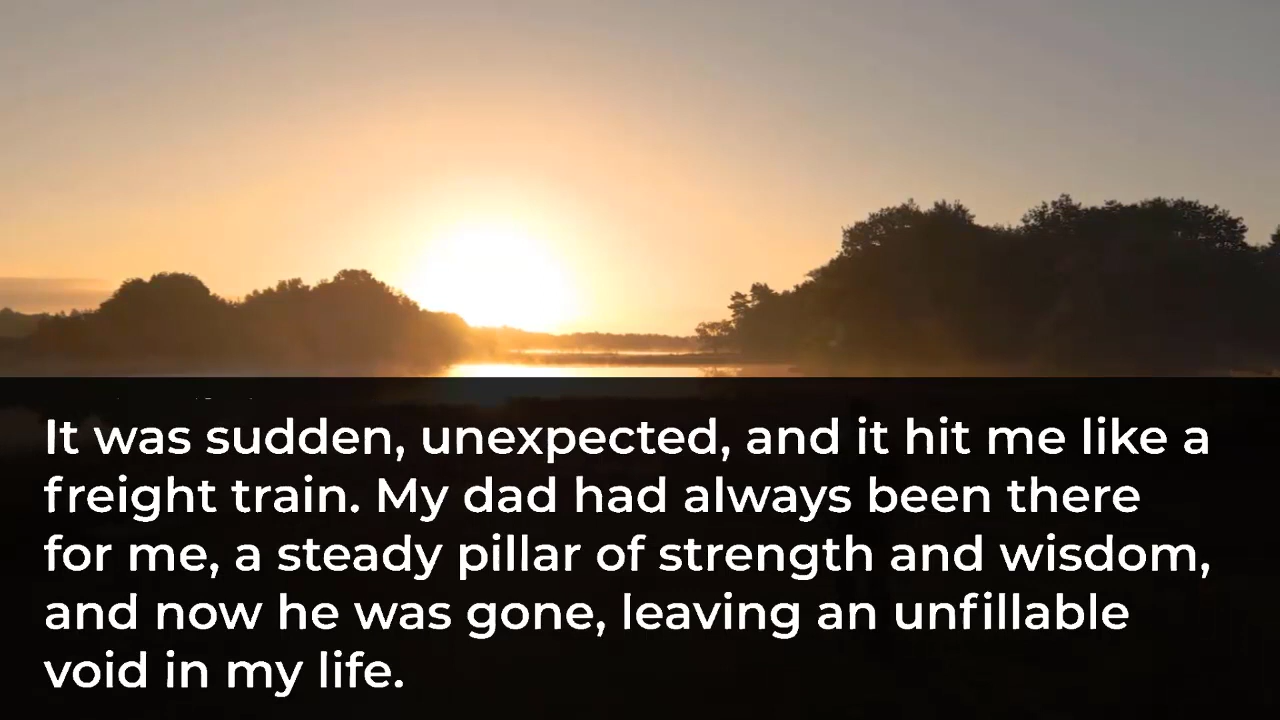 It was sudden, unexpected, and it hit me like a
freight train. My dad had always been there
for me, a steady pillar of strength and wisdom,
and now he was gone, leaving an unfillable
void in my life.